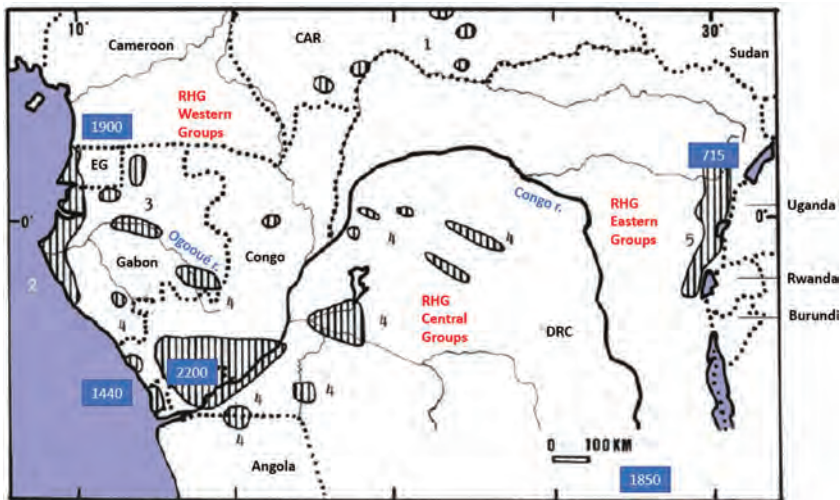 10°
30°
Cameroon
CAR
1
Sudan
RHG
Western
Groups
1900
715
EG
Congo r.
RHG
Eastern
Groups
Uganda
0°
3
0°
Ogooué r.
4
4
5
Gabon
Congo
2
4
Rwanda
RHG
Central
Groups
4
DRC
Burundi
4
2200
1440
4
4
4
0 100 KM
Angola
1850